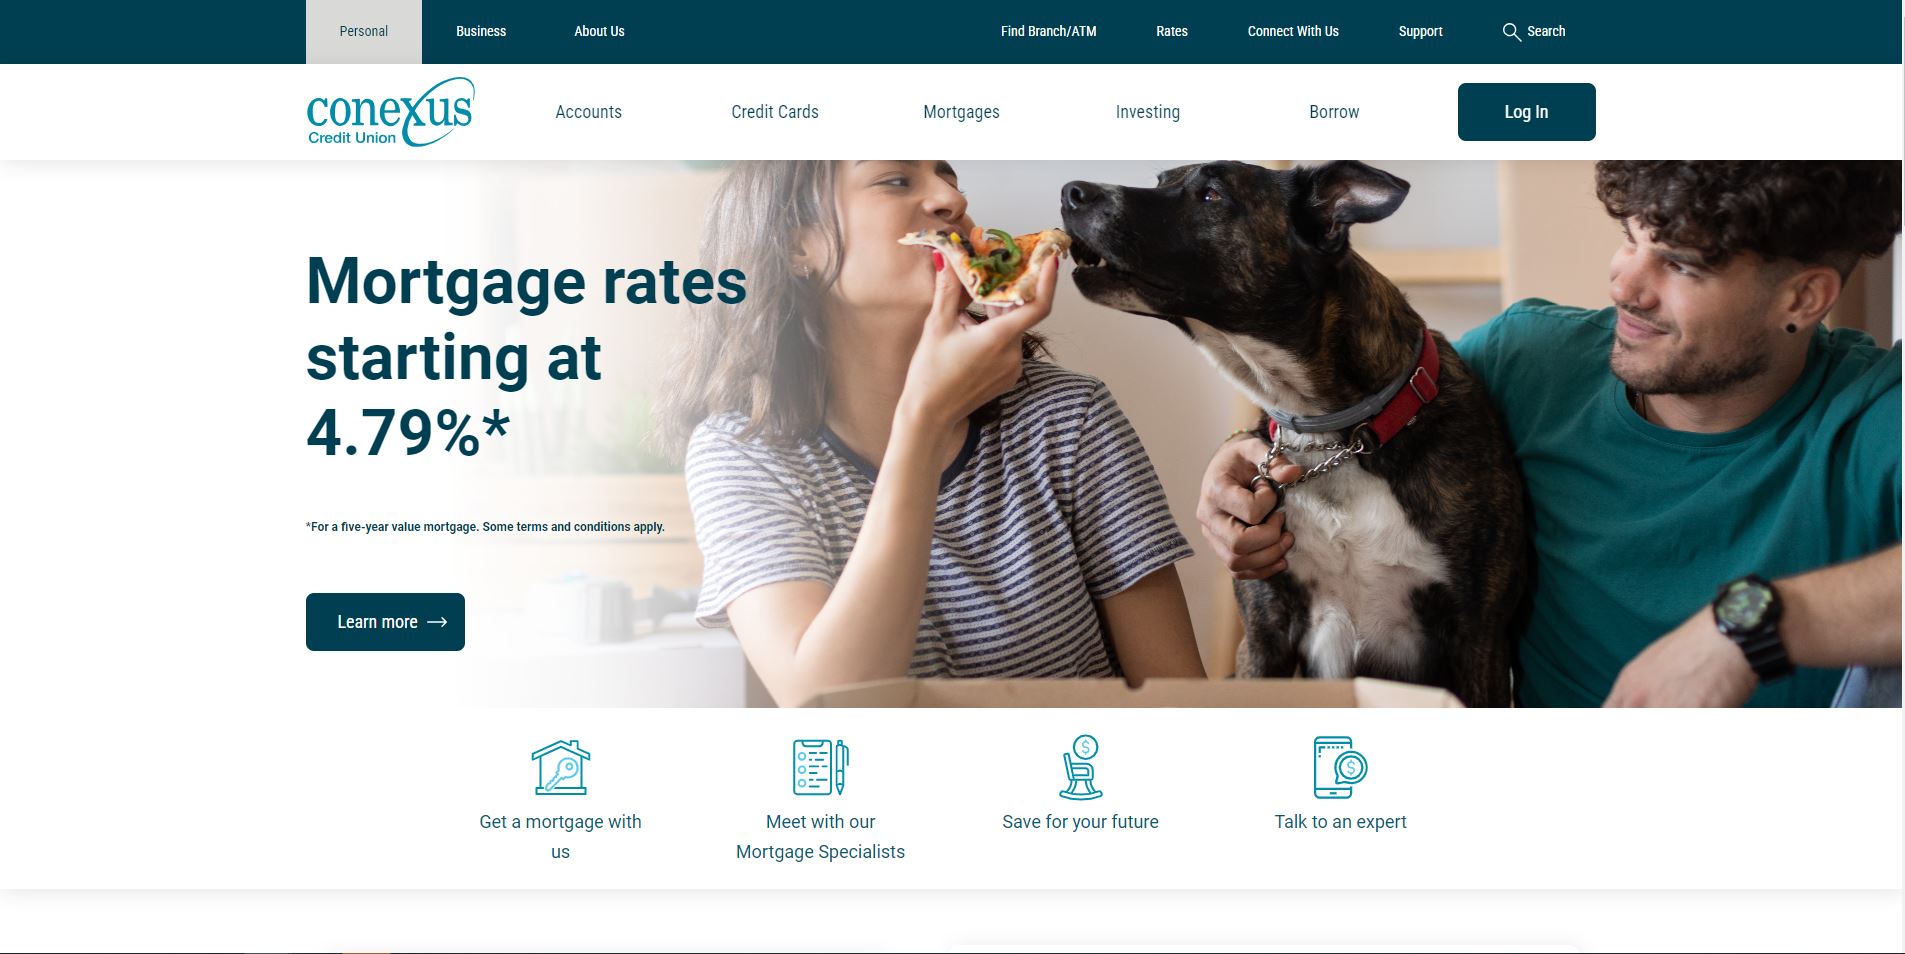 Personal
Business
About Us
Find Branch/ATM
Rates
Connect With Us
Support
Search
conexus
Credit Union
Accounts
Credit Cards
Mortgages
Investing
Borrow
Log In
Mortgage rates
starting at
4.79%*
*For a five-year value mortgage. Some terms and conditions apply.
Learn more
Get a mortgage with
us
Meet with our
Mortgage Specialists
Save for your future
Talk to an expert